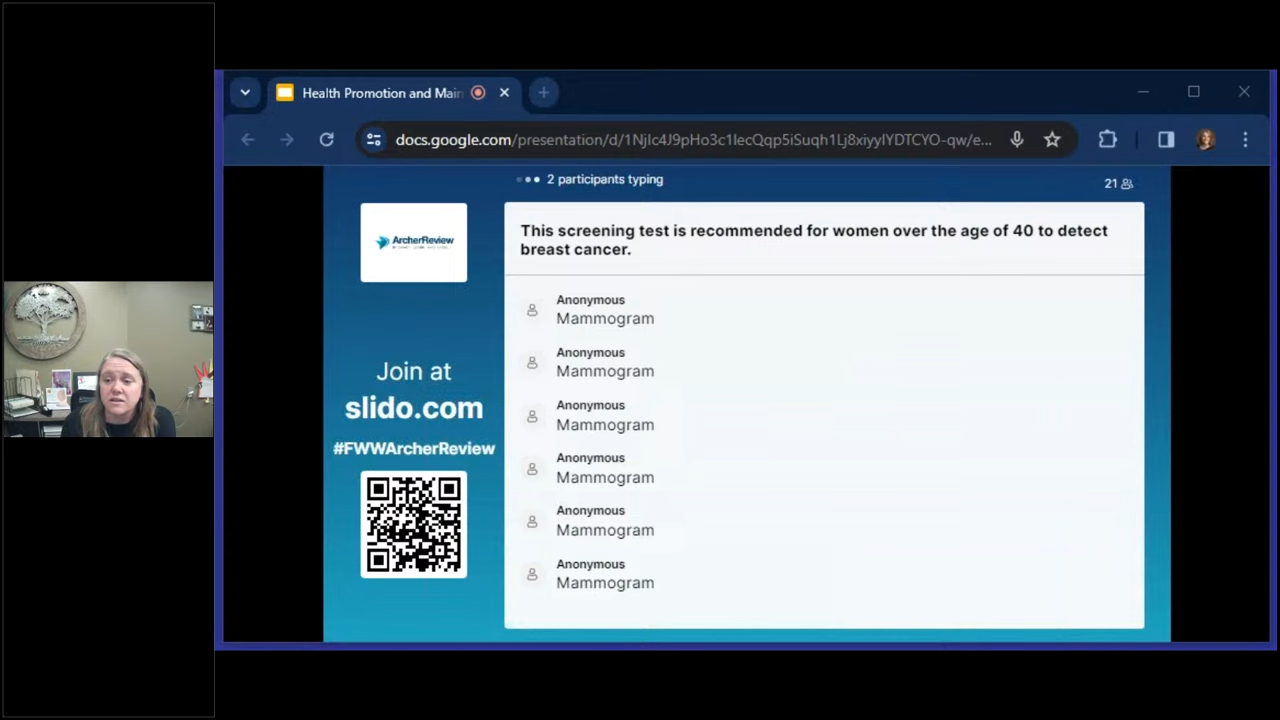 Health Promotion and Main
docs.google.com/presentation/d/1NjIc4J9pHo3c1IecQqp5iSuqh1Lj8xiyyIYDTCYO-qw/e...
2 participants typing
21
ArcherReview
This screening test is recommended for women over the age of 40 to detect
breast cancer.
Anonymous
Mammogram
Anonymous
Mammogram
Anonymous
Mammogram
Anonymous
Mammogram
Anonymous
Mammogram
Anonymous
Mammogram
Join at
slido.com
#FWWArcherReview